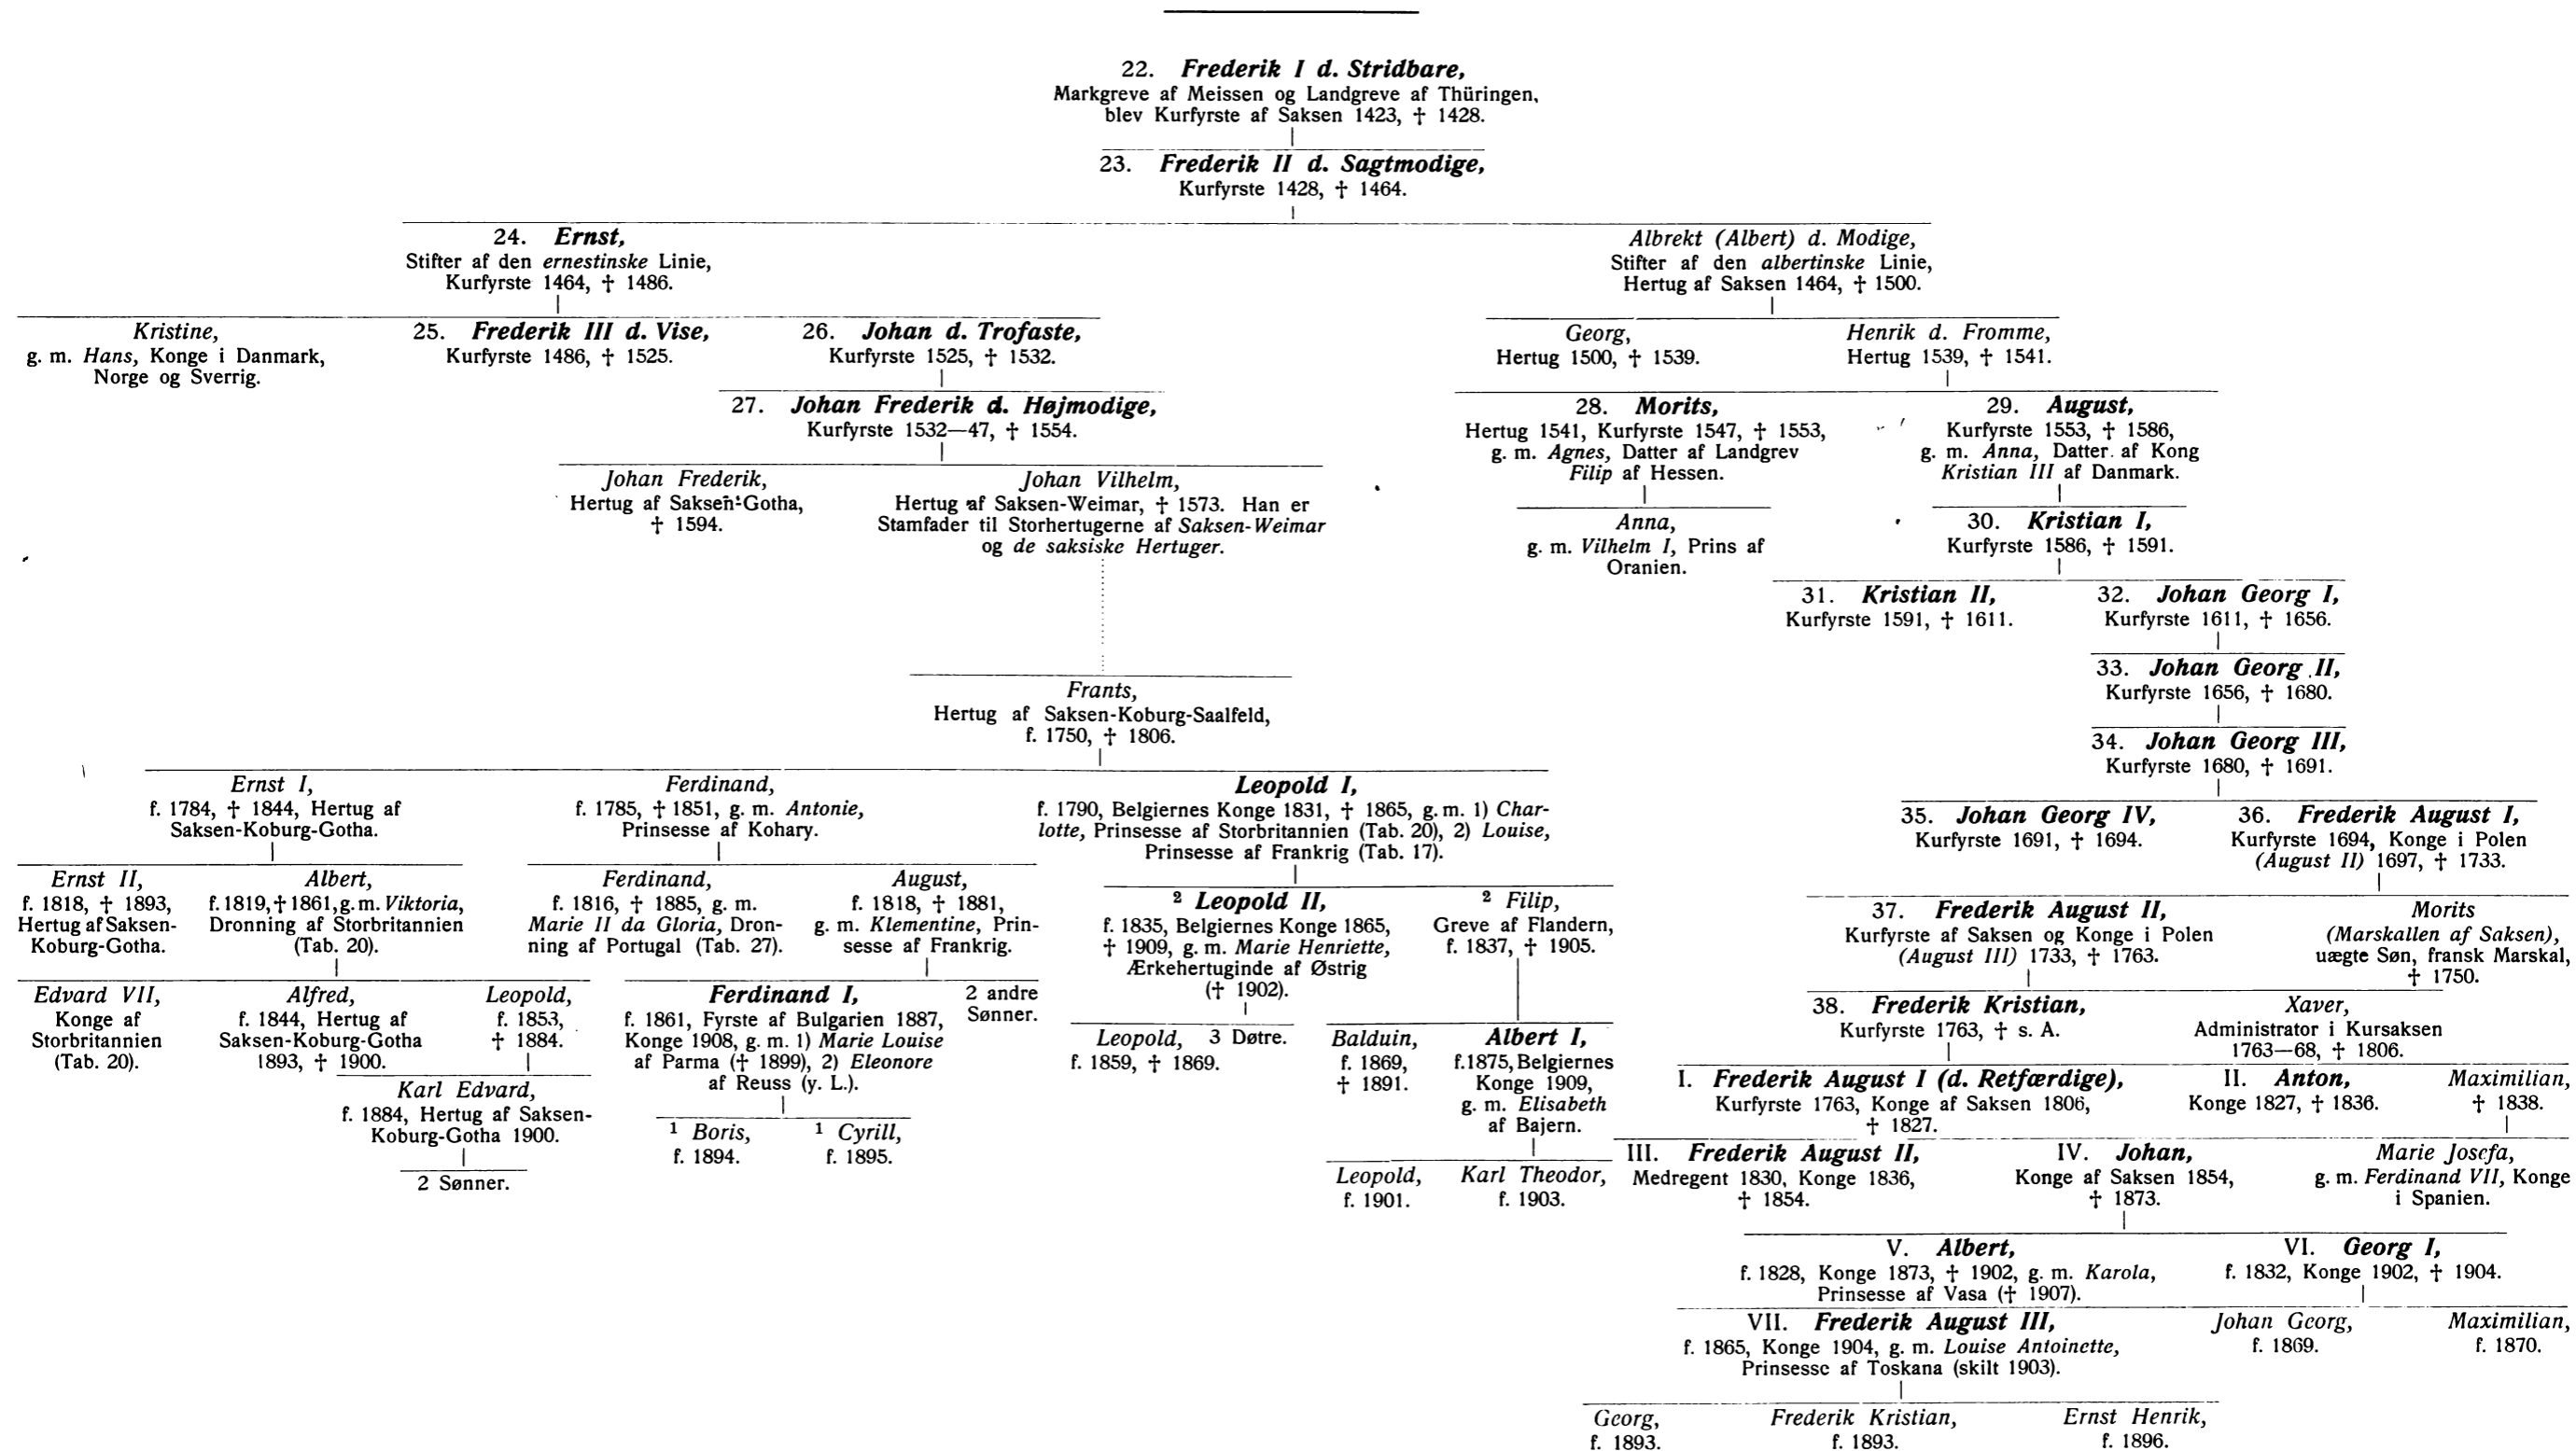 22. Frederik I d. Stridbare,
Markgreve af Meissen og Landgreve af Thüringen,
blev Kurfyrste af Saksen 1423, † 1428.
23. Frederik II d. Sagtmodige,
Kurfyrste 1428, † 1464.
24. Ernst,
Stifter af den ernestinske Linie,
Kurfyrste 1464, † 1486.
Albrekt (Albert) d. Modige,
Stifter af den albertinske Linie,
Hertug af Saksen 1464, † 1500.
Kristine,
g. m. Hans, Konge i Danmark,
Norge og Sverrig.
25. Frederik III d. Vise,
Kurfyrste 1486, † 1525.
26. Johan d. Trofaste,
Kurfyrste 1525, † 1532.
Georg,
Hertug 1500, † 1539.
Henrik d. Fromme,
Hertug 1539, † 1541.
27. Johan Frederik d. Højmodige,
Kurfyrste 1532—47, † 1554.
28. Morits,
Hertug 1541, Kurfyrste 1547, † 1553,
g. m. Agnes, Datter af Landgrev
Filip af Hessen.
29. August,
Kurfyrste 1553, † 1586,
g. m. Anna, Datter af Kong
Kristian III af Danmark.
Johan Frederik,
Hertug af Saksen-Gotha,
† 1594.
Johan Vilhelm,
Hertug af Saksen-Weimar, † 1573. Han er
Stamfader til Storhertugerne af Saksen-Weimar
og de saksiske Hertuger.
Anna,
g. m. Vilhelm I, Prins af
Oranien.
30. Kristian I,
Kurfyrste 1586, † 1591.
31. Kristian II,
Kurfyrste 1591, † 1611.
32. Johan Georg I,
Kurfyrste 1611, † 1656.
33. Johan Georg II,
Kurfyrste 1656, † 1680.
Frants,
Hertug af Saksen-Koburg-Saalfeld,
f. 1750, † 1806.
34. Johan Georg III,
Kurfyrste 1680, † 1691.
Ernst I,
f. 1784, † 1844, Hertug af
Saksen-Koburg-Gotha.
Ferdinand,
f. 1785, † 1851, g. m. Antonie,
Prinsesse af Kohary.
Leopold I,
f. 1790, Belgiernes Konge 1831, † 1865, g. m. 1) Char-
lotte, Prinsesse af Storbritannien (Tab. 20), 2) Louise,
Prinsesse af Frankrig (Tab. 17).
35. Johan Georg IV,
Kurfyrste 1691, † 1694.
36. Frederik August I,
Kurfyrste 1694, Konge i Polen
(August II) 1697, † 1733.
Ernst II,
f. 1818, † 1893,
Hertug af Saksen-
Koburg-Gotha.
Albert,
f. 1819, † 1861, g. m. Viktoria,
Dronning af Storbritannien
(Tab. 20).
Ferdinand,
f. 1816, † 1885, g. m.
Marie II da Gloria, Dron-
ning af Portugal (Tab. 27).
August,
f. 1818, † 1881,
g. m. Klementine, Prin-
sesse af Frankrig.
2 Leopold II,
f. 1835, Belgiernes Konge 1865,
† 1909, g. m. Marie Henriette,
Ærkehertuginde af Østrig
(† 1902).
2 Filip,
Greve af Flandern,
f. 1837, † 1905.
37. Frederik August II,
Kurfyrste af Saksen og Konge i Polen
(August III) 1733, † 1763.
Morits
(Marskallen af Saksen),
uægte Søn, fransk Marskal,
† 1750.
Edvard VII,
Konge af
Storbritannien
(Tab. 20).
Alfred,
f. 1844, Hertug af
Saksen-Koburg-Gotha
1893, † 1900.
Leopold,
f. 1853,
† 1884.
Ferdinand I,
f. 1861, Fyrste af Bulgarien 1887,
Konge 1908, g. m. 1) Marie Louise
af Parma († 1899), 2) Eleonore
af Reuss (y. L.).
2 andre
Sønner.
Leopold,
f. 1859, † 1869.
3 Døtre.
Balduin,
f. 1869,
† 1891.
Albert I,
f. 1875, Belgiernes
Konge 1909,
g. m. Elisabeth
af Bajern.
38. Frederik Kristian,
Kurfyrste 1763, † s. A.
Xaver,
Administrator i Kursaksen
1763—68, † 1806.
Karl Edvard,
f. 1884, Hertug af Saksen-
Koburg-Gotha 1900.
I. Frederik August I (d. Retfærdige),
Kurfyrste 1763, Konge af Saksen 1806,
† 1827.
II. Anton,
Konge 1827, † 1836.
Maximilian,
† 1838.
2 Sønner.
1 Boris,
f. 1894.
1 Cyrill,
f. 1895.
Leopold,
f. 1901.
Karl Theodor,
f. 1903.
III. Frederik August II,
Medregent 1830, Konge 1836,
† 1854.
IV. Johan,
Konge af Saksen 1854,
† 1873.
Marie Josefa,
g. m. Ferdinand VII, Konge
i Spanien.
V. Albert,
f. 1828, Konge 1873, † 1902, g. m. Karola,
Prinsesse af Vasa († 1907).
VI. Georg I,
f. 1832, Konge 1902, † 1904.
VII. Frederik August III,
f. 1865, Konge 1904, g. m. Louise Antoinette,
Prinsesse af Toskana (skilt 1903).
Johan Georg,
f. 1869.
Maximilian,
f. 1870.
Georg,
f. 1893.
Frederik Kristian,
f. 1893.
Ernst Henrik,
f. 1896.